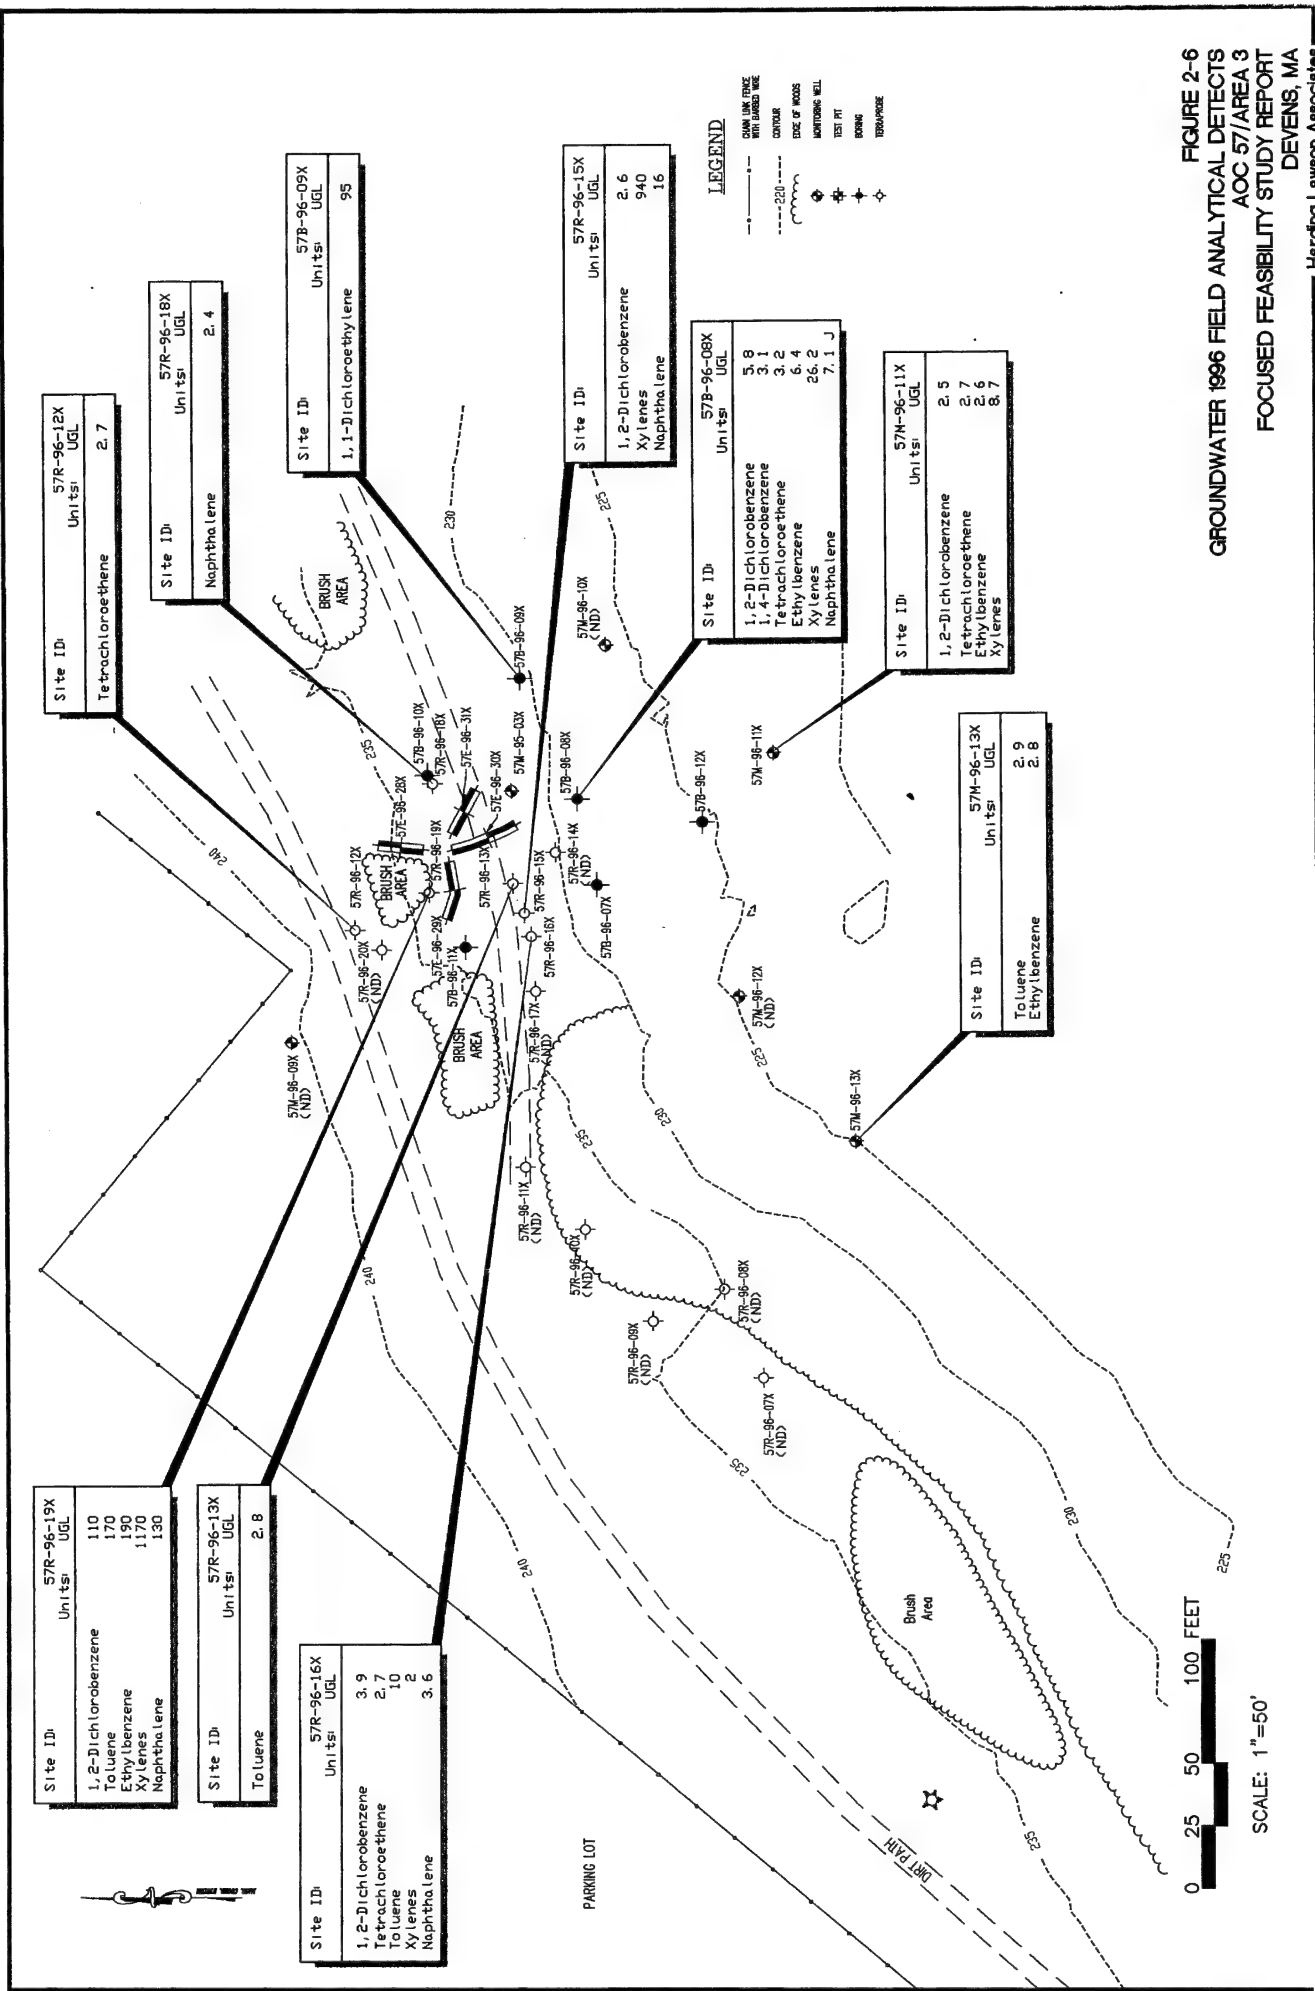 Site ID: 57R-96-19X
Units: UGL
1,2-Dichlorobenzene 110
Toluene 170
Ethylbenzene 190
Xylenes 1170
Naphthalene 130
Site ID: 57R-96-13X
Units: UGL
Toluene 2.8
Site ID: 57R-96-16X
Units: UGL
1,2-Dichlorobenzene 3.9
Tetrachloroethene 2.7
Toluene 10
Xylenes 2
Naphthalene 3.6
Site ID: 57R-96-12X
Units: UGL
Tetrachloroethene 2.7
Site ID: 57R-96-18X
Units: UGL
Naphthalene 2.4
Site ID: 57B-96-09X
Units: UGL
1,1-Dichloroethylene 95
Site ID: 57R-96-15X
Units: UGL
1,2-Dichlorobenzene 2.6
Xylenes 940
Naphthalene 16
Site ID: 57B-96-08X
Units: UGL
1,2-Dichlorobenzene 5.8
1,4-Dichlorobenzene 3.1
Tetrachloroethene 3.2
Ethylbenzene 6.4
Xylenes 26.2
Naphthalene 7.1 J
Site ID: 57M-96-11X
Units: UGL
1,2-Dichlorobenzene 2.5
Tetrachloroethene 2.7
Ethylbenzene 2.6
Xylenes 8.7
Site ID: 57M-96-13X
Units: UGL
Toluene 2.9
Ethylbenzene 2.8
57M-96-09X
(ND)
57R-96-20X
(ND)
57R-96-12X
BRUSH
AREA
57E-96-28X
57B-96-10X
57R-96-18X
57E-96-31X
57R-96-19X
57E-96-30X
57M-95-03X
57R-96-13X
57E-96-29X
57B-96-11X
BRUSH
AREA
BRUSH
AREA
57B-96-09X
57M-96-10X
(ND)
57R-96-15X
57R-96-16X
57R-96-17X
(ND)
57R-96-14X
(ND)
57B-96-08X
57B-96-07X
57B-96-12X
57M-96-11X
57M-96-12X
(ND)
57M-96-13X
57R-96-11X
(ND)
57R-96-10X
(ND)
57R-96-09X
(ND)
57R-96-08X
(ND)
57R-96-07X
(ND)
240
240
240
235
235
235
235
230
230
230
225
225
225
Brush
Area
DIRT PATH
PARKING LOT
0 25 50 100 FEET
SCALE: 1"=50'
LEGEND
CHAIN LINK FENCE
WITH BARBED WIRE
220 CONTOUR
EDGE OF WOODS
MONITORING WELL
TEST PIT
BORING
TERRAPROBE
FIGURE 2-6
GROUNDWATER 1996 FIELD ANALYTICAL DETECTS
AOC 57/AREA 3
FOCUSED FEASIBILITY STUDY REPORT
DEVENS, MA
Harding Lawson Associates